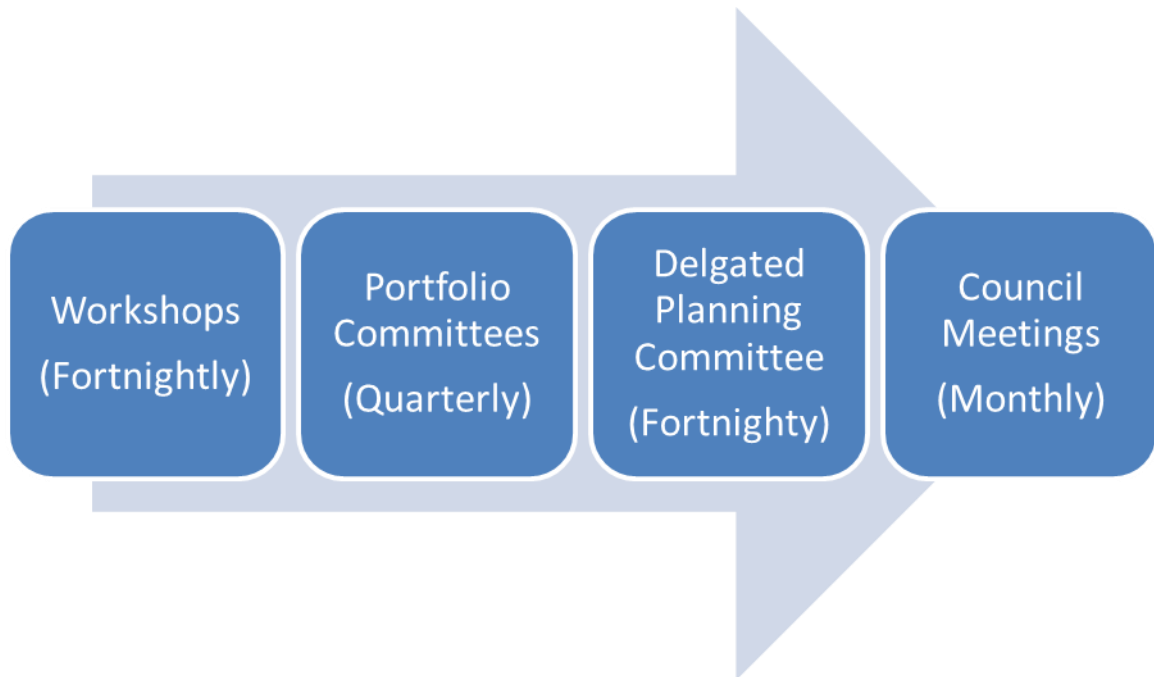 Workshops
(Fortnightly)
Portfolio
Committees
(Quarterly)
Delgated
Planning
Committee
(Fortnighty)
Council
Meetings
(Monthly)